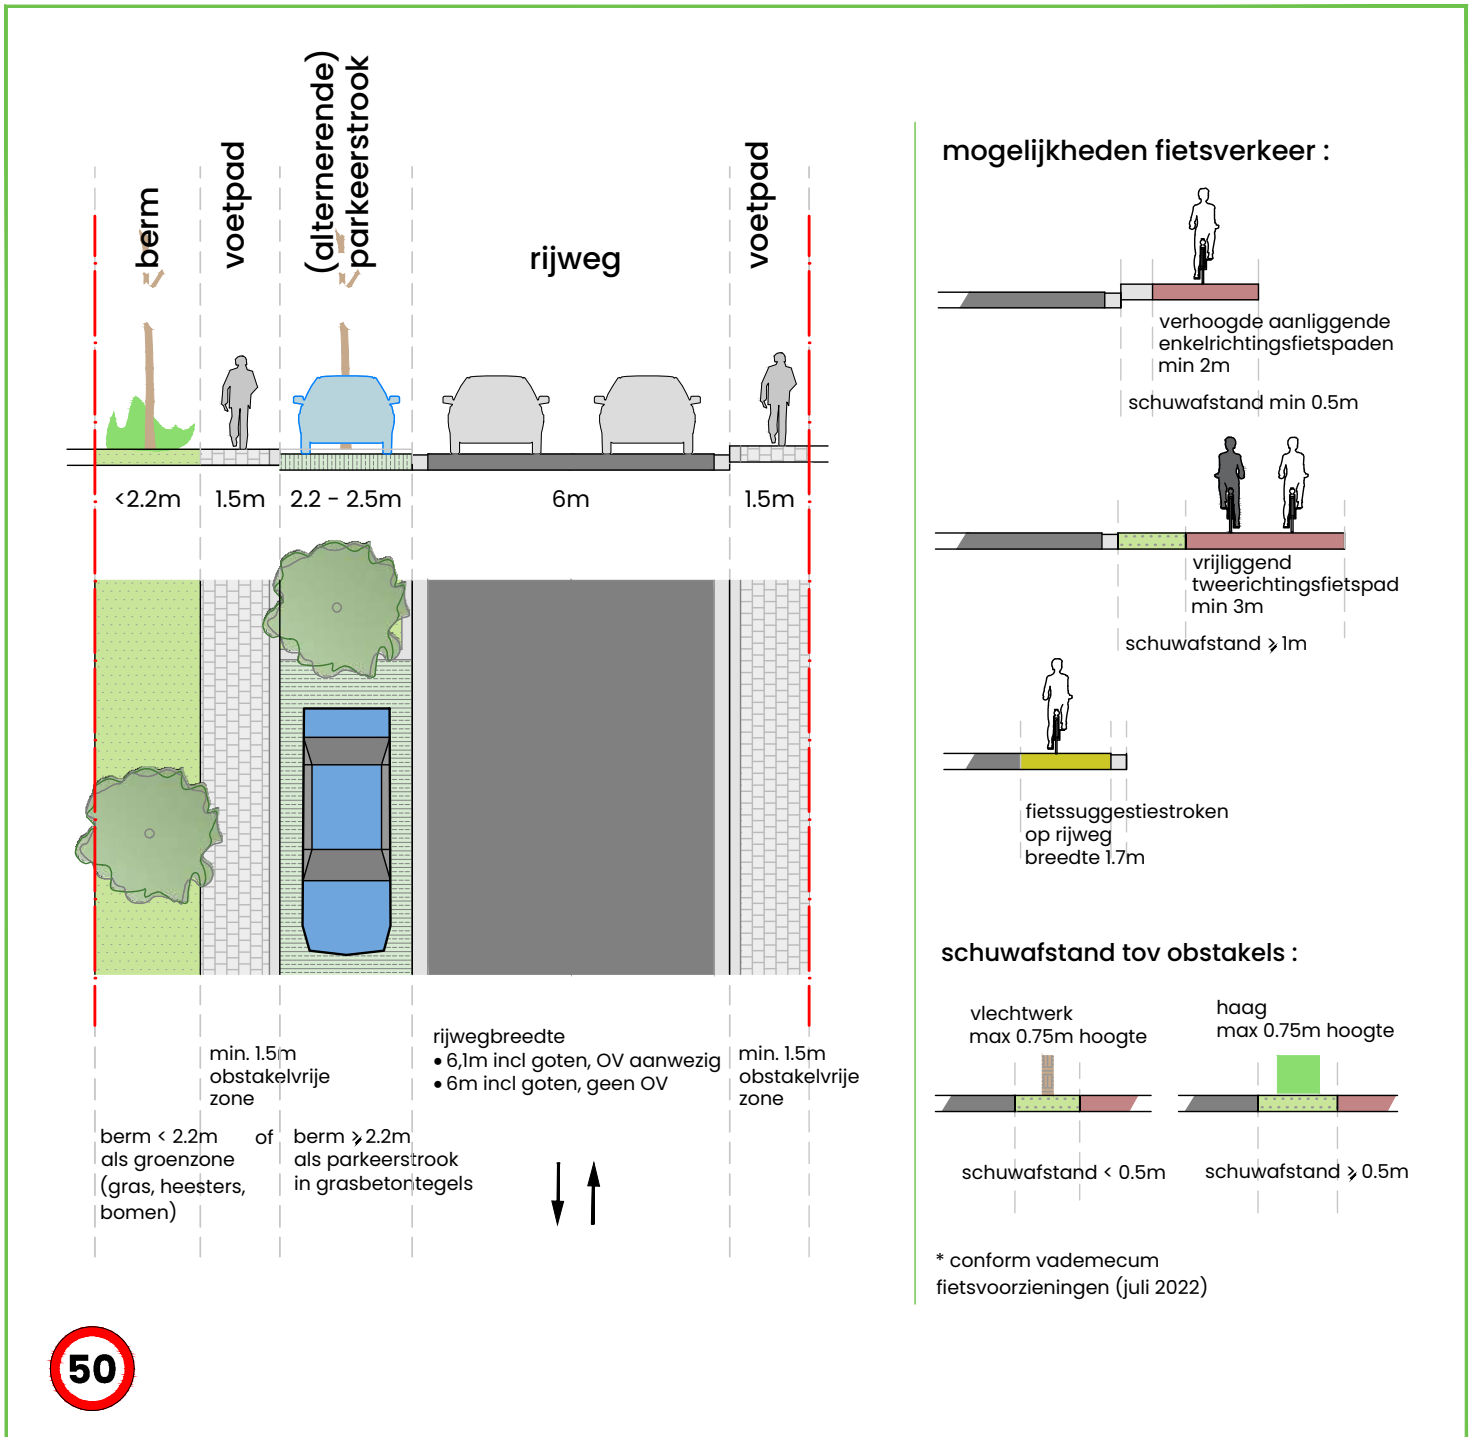 berm
voetpad
(alternerende)
parkeerstrook
rijweg
voetpad
<2.2m
1.5m
2.2 - 2.5m
6m
1.5m
min. 1.5m
obstakelvrije
zone
rijwegbreedte
• 6,1m incl goten, OV aanwezig
• 6m incl goten, geen OV
min. 1.5m
obstakelvrije
zone
berm < 2.2m
als groenzone
(gras, heesters,
bomen)
of
berm ⩾ 2.2m
als parkeerstrook
in grasbetontegels
50
mogelijkheden fietsverkeer :
verhoogde aanliggende
enkelrichtingsfietspaden
min 2m
schuwafstand min 0.5m
vrijliggend
tweerichtingsfietspad
min 3m
schuwafstand ⩾ 1m
fietssuggestiestroken
op rijweg
breedte 1.7m
schuwafstand tov obstakels :
vlechtwerk
max 0.75m hoogte
haag
max 0.75m hoogte
schuwafstand < 0.5m
schuwafstand ⩾ 0.5m
* conform vademecum
fietsvoorzieningen (juli 2022)